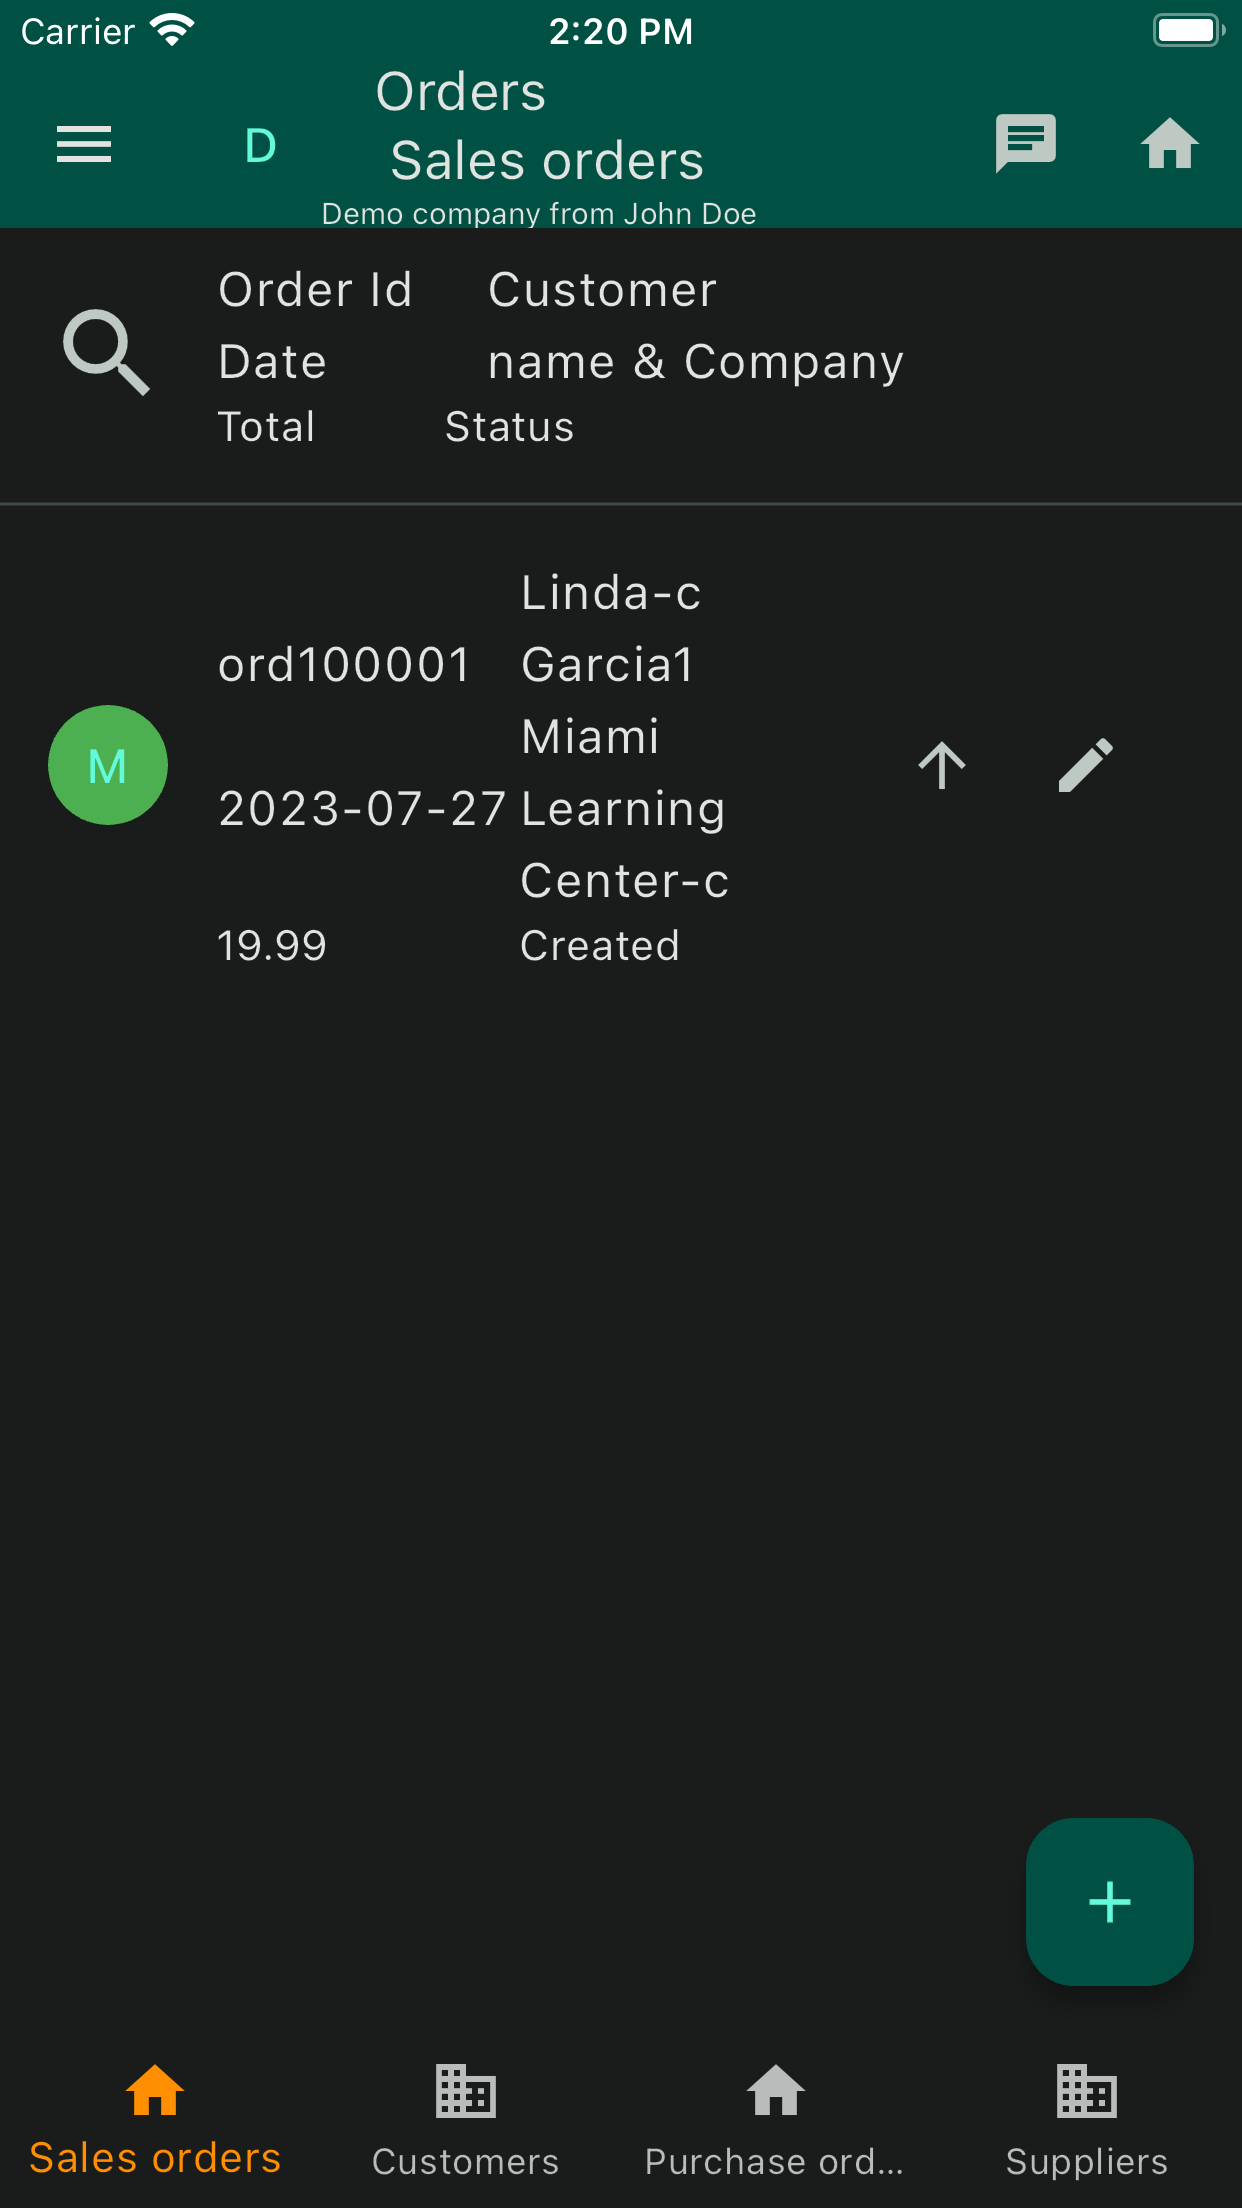 Carrier 2:20 PM
Orders
D
Sales orders
Demo company from John Doe
Order Id Customer
Date name & Company
Total Status
Linda-c
ord100001 Garcia1
Miami
M
2023-07-27 Learning
Center-c
19.99 Created
+
Sales orders Customers Purchase ord... Suppliers